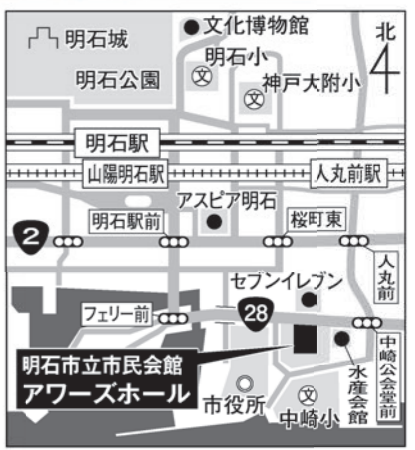 文化博物館
北
明石城
明石小
明石公園
文
文
神戸大附小
明石駅
山陽明石駅
人丸前駅
アスピア明石
明石駅前
桜町東
2
人丸前
セブンイレブン
フェリー前
28
中崎公会堂前
水産会館
明石市立市民会館
アワーズホール
市役所
文
中崎小